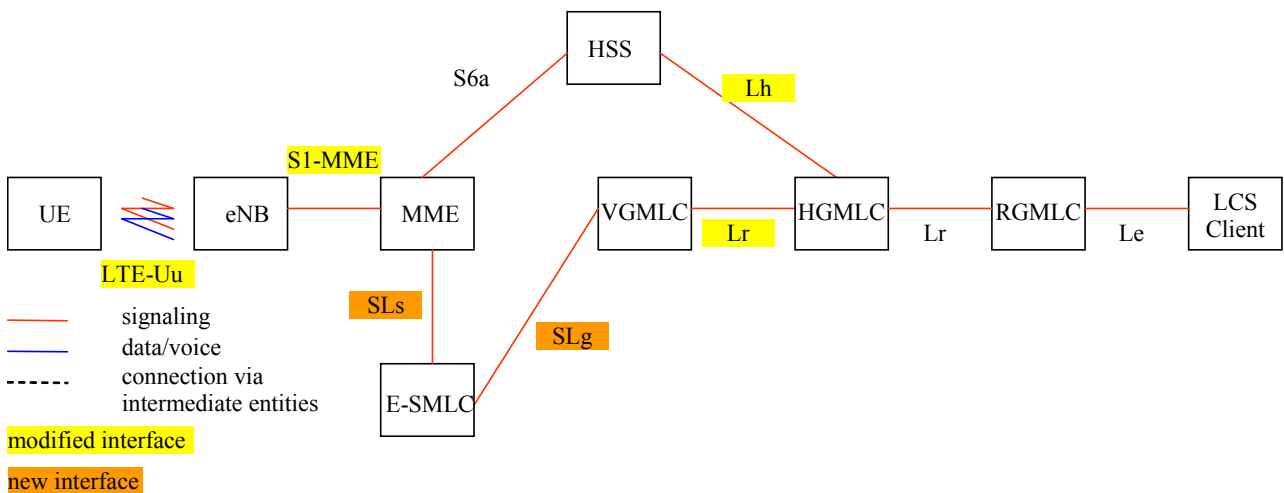 HSS
S6a
Lh
S1-MME
UE
eNB
MME
VGMLC
HGMLC
RGMLC
LCS
Client
Lr
Lr
Le
LTE-Uu
SLs
SLg
signaling
data/voice
connection via
intermediate entities
E-SMLC
modified interface
new interface